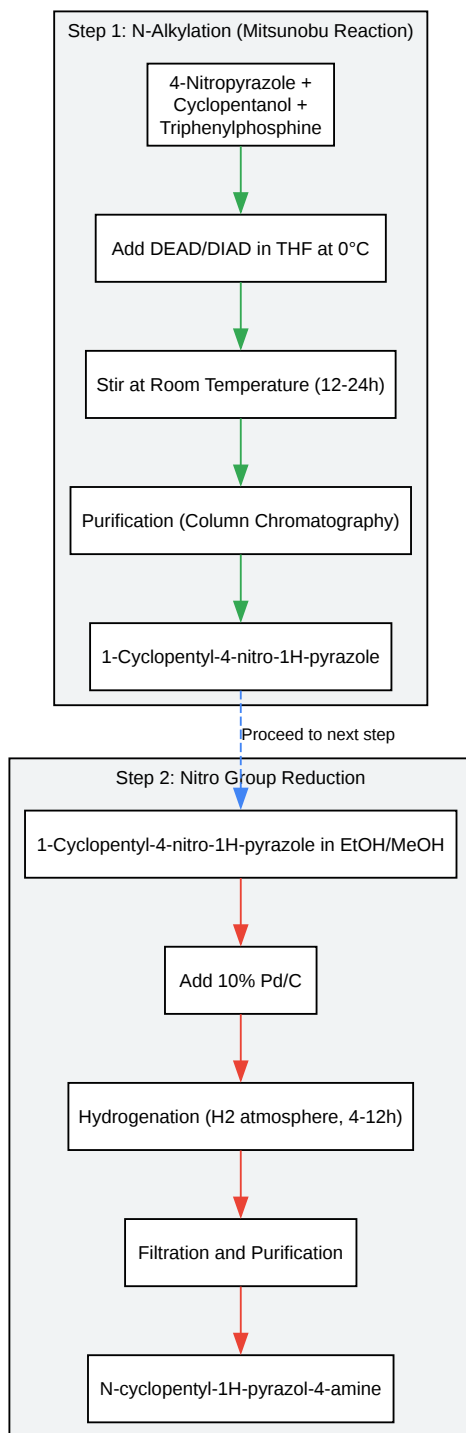 Step 1: N-Alkylation (Mitsunobu Reaction)
4-Nitropyrazole +
Cyclopentanol +
Triphenylphosphine
Add DEAD/DIAD in THF at 0°C
Stir at Room Temperature (12-24h)
Purification (Column Chromatography)
1-Cyclopentyl-4-nitro-1H-pyrazole
Proceed to next step
Step 2: Nitro Group Reduction
1-Cyclopentyl-4-nitro-1H-pyrazole in EtOH/MeOH
Add 10% Pd/C
Hydrogenation (H2 atmosphere, 4-12h)
Filtration and Purification
N-cyclopentyl-1H-pyrazol-4-amine